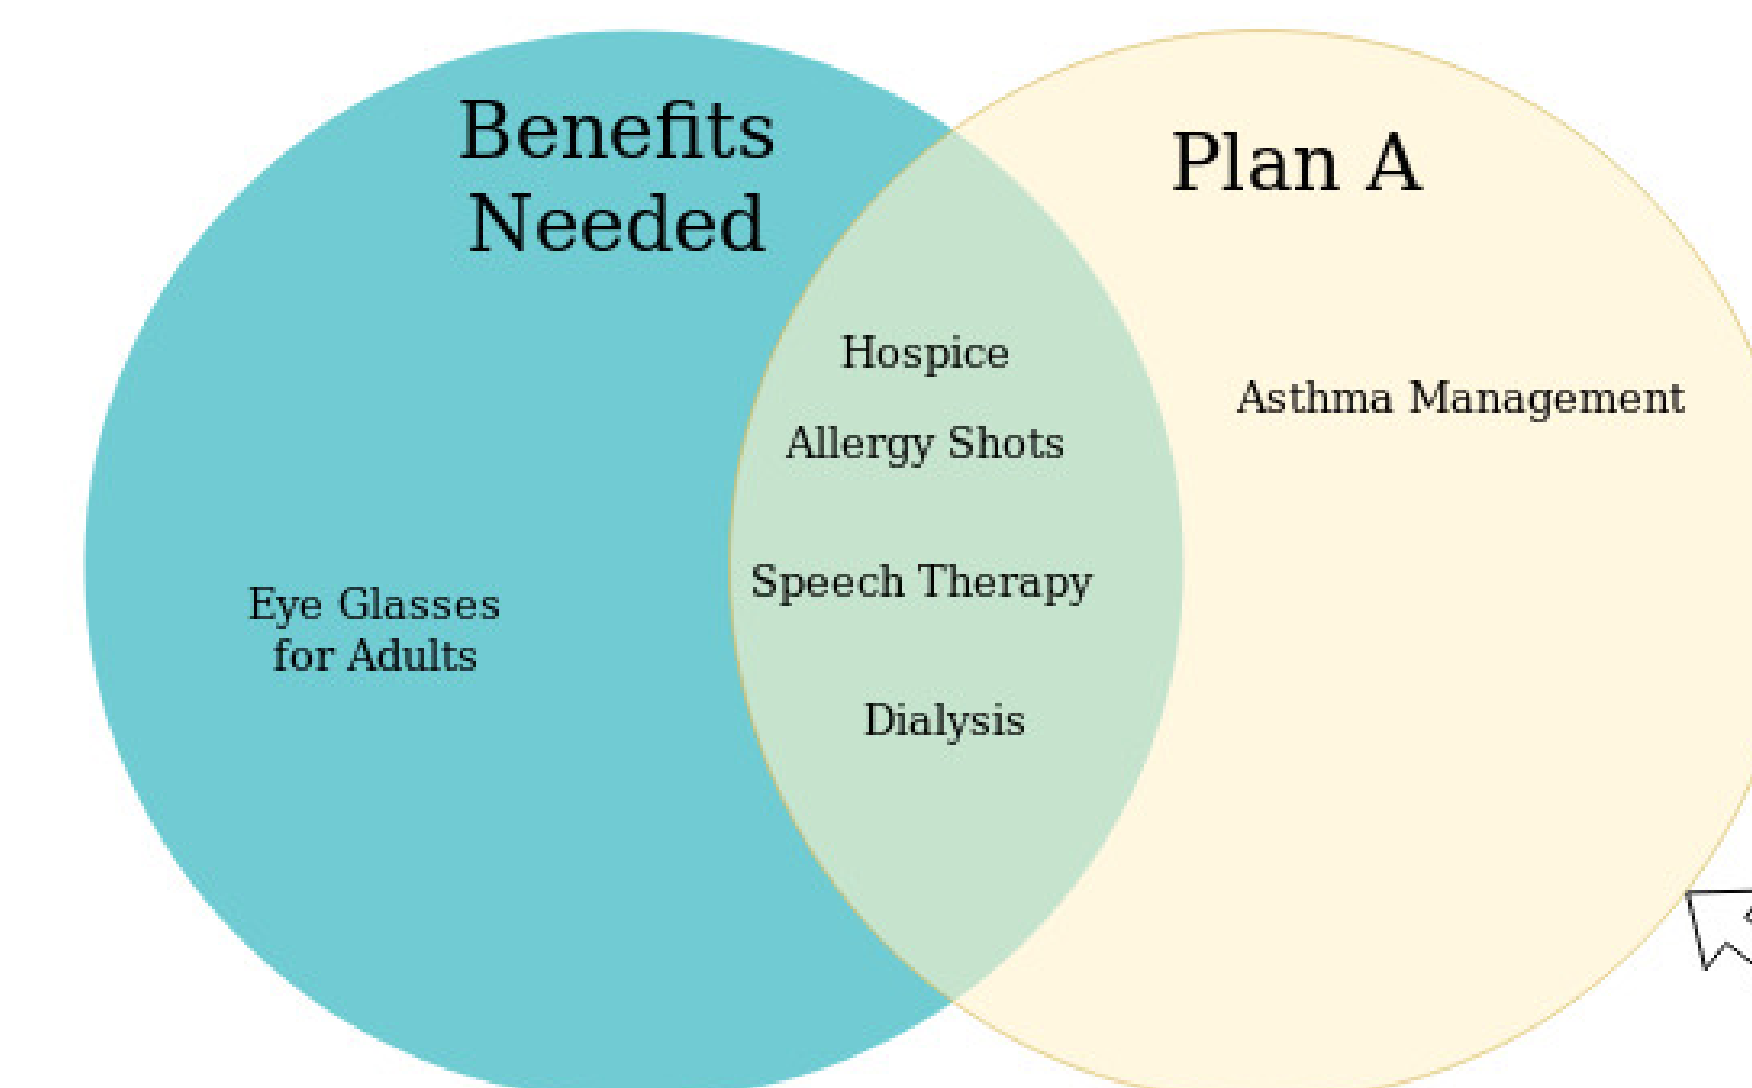 Benefits
Needed
Plan A
Hospice
Allergy Shots
Asthma Management
Speech Therapy
Eye Glasses
for Adults
Dialysis